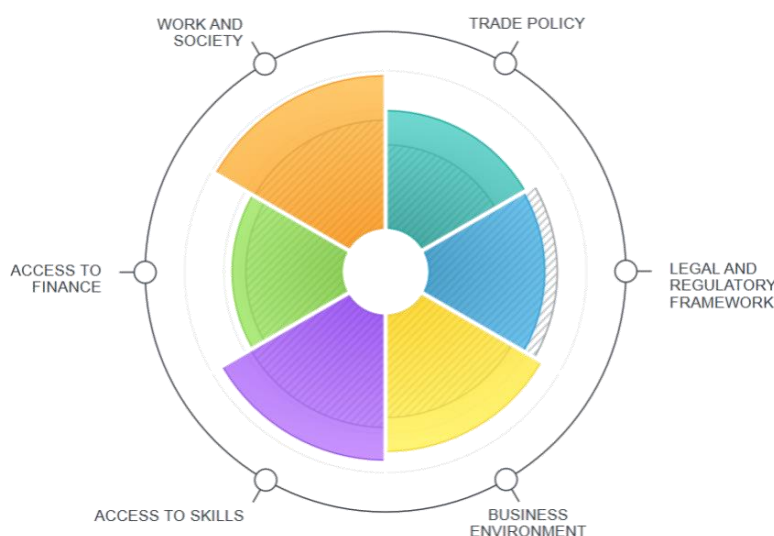 WORK AND
SOCIETY
TRADE POLICY
ACCESS TO
FINANCE
LEGAL AND
REGULATORY
FRAMEWORK
ACCESS TO SKILLS
BUSINESS
ENVIRONMENT